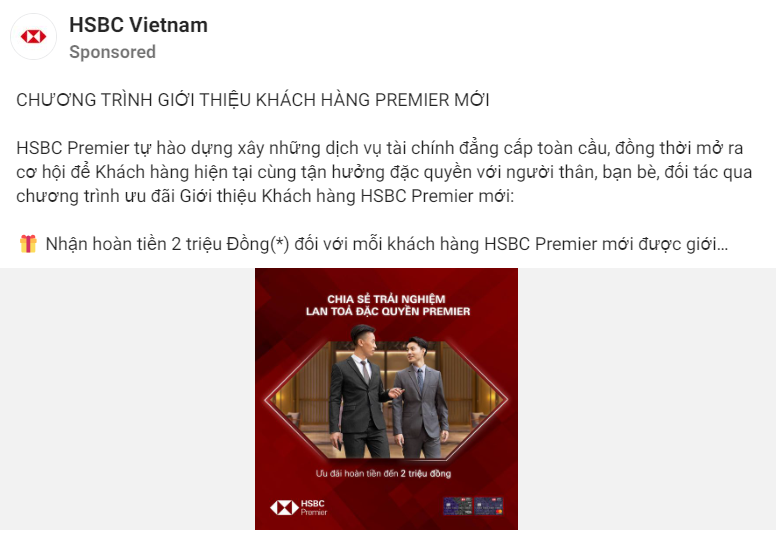 HSBC Vietnam
Sponsored
CHƯƠNG TRÌNH GIỚI THIỆU KHÁCH HÀNG PREMIER MỚI
HSBC Premier tự hào dựng xây những dịch vụ tài chính đẳng cấp toàn cầu, đồng thời mở ra
cơ hội để Khách hàng hiện tại cùng tận hưởng đặc quyền với người thân, bạn bè, đối tác qua
chương trình ưu đãi Giới thiệu Khách hàng HSBC Premier mới:
🎁 Nhận hoàn tiền 2 triệu Đồng(*) đối với mỗi khách hàng HSBC Premier mới được giới...
CHIA SẺ TRẢI NGHIỆM
LAN TOẢ ĐẶC QUYỀN PREMIER
Ưu đãi hoàn tiền đến 2 triệu đồng
HSBC
Premier